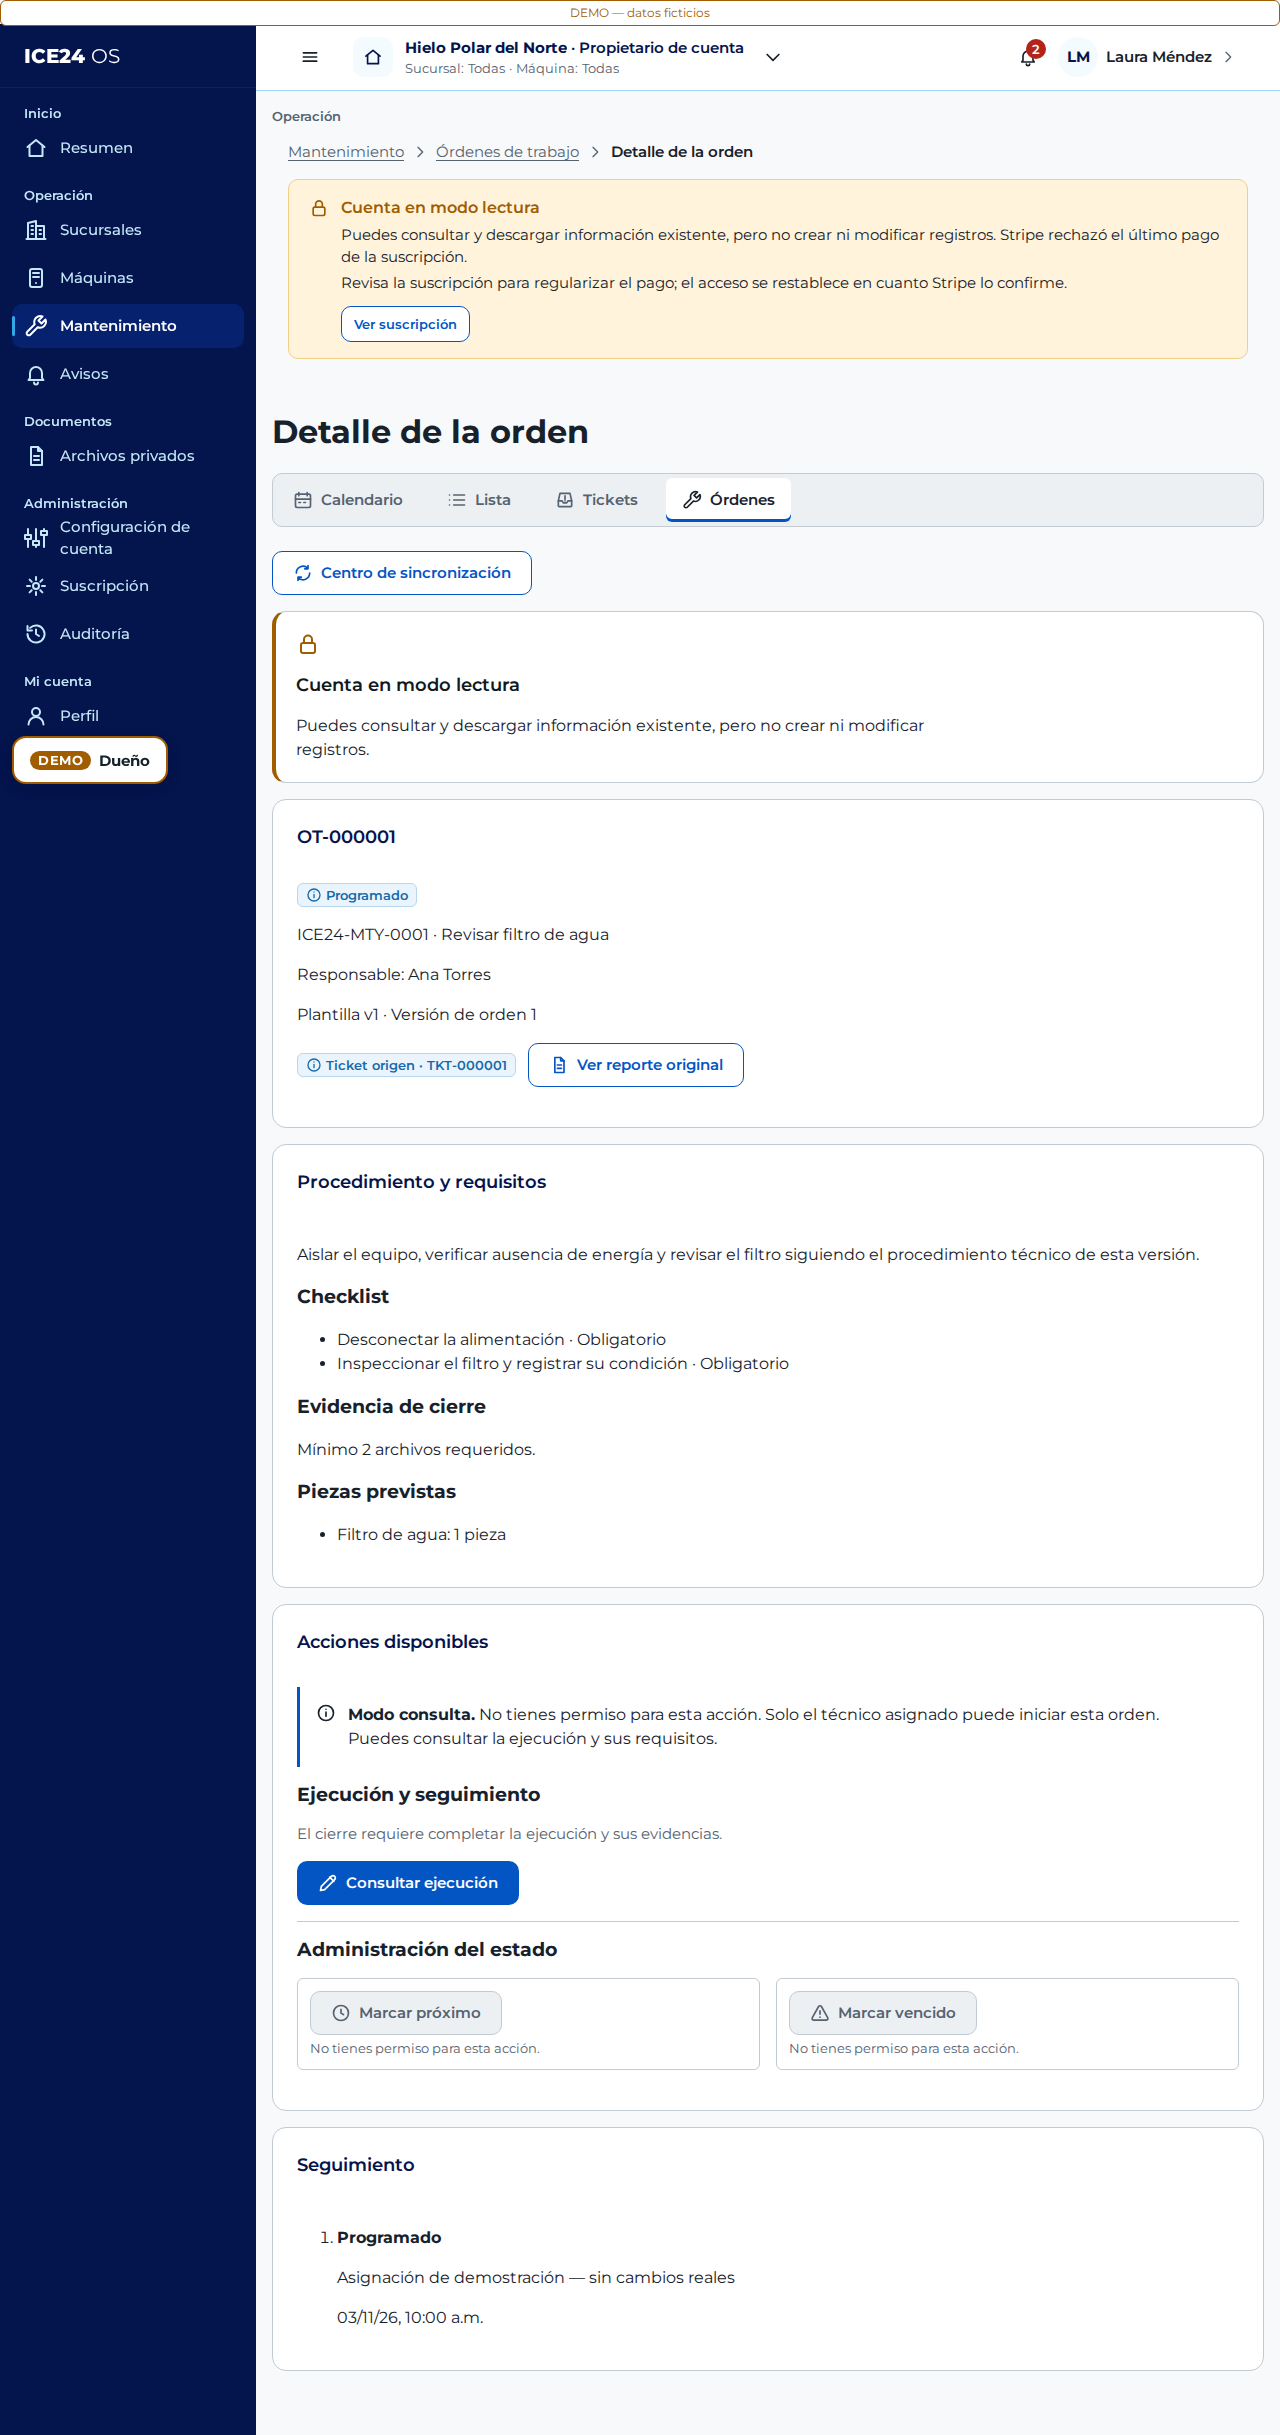 DEMO — datos ficticios
ICE24 OS
Inicio
Resumen
Operación
Sucursales
Máquinas
Mantenimiento
Avisos
Documentos
Archivos privados
Administración
Configuración de
cuenta
Suscripción
Auditoría
Mi cuenta
Perfil
DEMO Dueño
Hielo Polar del Norte · Propietario de cuenta
Sucursal: Todas · Máquina: Todas
2
LM Laura Méndez
Operación
Mantenimiento > Órdenes de trabajo > Detalle de la orden
Cuenta en modo lectura
Puedes consultar y descargar información existente, pero no crear ni modificar registros. Stripe rechazó el último pago
de la suscripción.
Revisa la suscripción para regularizar el pago; el acceso se restablece en cuanto Stripe lo confirme.
Ver suscripción
Detalle de la orden
Calendario Lista Tickets Órdenes
Centro de sincronización
Cuenta en modo lectura
Puedes consultar y descargar información existente, pero no crear ni modificar
registros.
OT-000001
Programado
ICE24-MTY-0001 · Revisar filtro de agua
Responsable: Ana Torres
Plantilla v1 · Versión de orden 1
Ticket origen · TKT-000001 Ver reporte original
Procedimiento y requisitos
Aislar el equipo, verificar ausencia de energía y revisar el filtro siguiendo el procedimiento técnico de esta versión.
Checklist
• Desconectar la alimentación · Obligatorio
• Inspeccionar el filtro y registrar su condición · Obligatorio
Evidencia de cierre
Mínimo 2 archivos requeridos.
Piezas previstas
• Filtro de agua: 1 pieza
Acciones disponibles
Modo consulta. No tienes permiso para esta acción. Solo el técnico asignado puede iniciar esta orden.
Puedes consultar la ejecución y sus requisitos.
Ejecución y seguimiento
El cierre requiere completar la ejecución y sus evidencias.
Consultar ejecución
Administración del estado
Marcar próximo
No tienes permiso para esta acción.
Marcar vencido
No tienes permiso para esta acción.
Seguimiento
1. Programado
Asignación de demostración — sin cambios reales
03/11/26, 10:00 a.m.